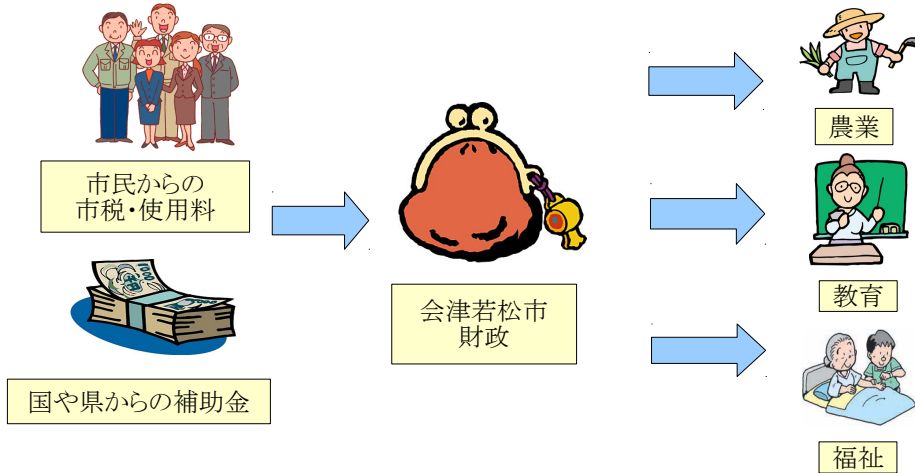 市民からの
市税・使用料
国や県からの補助金
会津若松市
財政
農業
教育
福祉